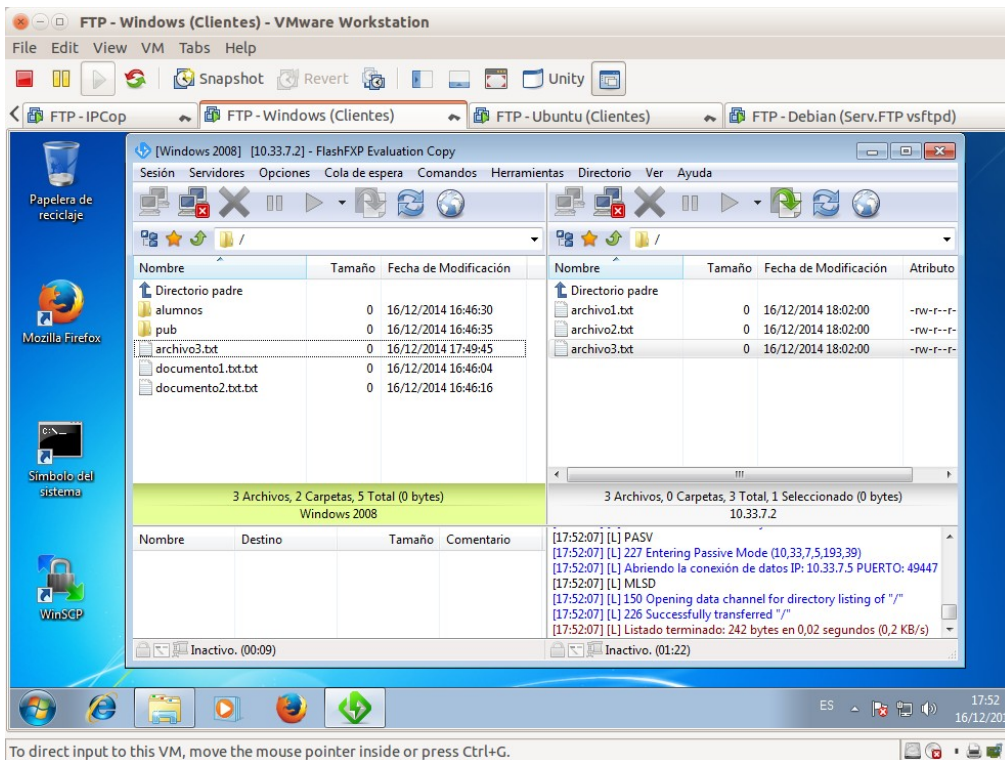 FTP - Windows (Clientes) - VMware Workstation
File Edit View VM Tabs Help
Snapshot Revert Unity
FTP - IPCop FTP - Windows (Clientes) FTP - Ubuntu (Clientes) FTP - Debian (Serv.FTP vsftpd)
Papelera de
reciclaje
Mozilla Firefox
C:\_
Símbolo del
sistema
WinSCP
[Windows 2008] [10.33.7.2] - FlashFXP Evaluation Copy
Sesión Servidores Opciones Cola de espera Comandos Herramientas Directorio Ver Ayuda
/ /
Nombre Tamaño Fecha de Modificación
Directorio padre
alumnos 0 16/12/2014 16:46:30
pub 0 16/12/2014 16:46:35
archivo3.txt 0 16/12/2014 17:49:45
documento1.txt.txt 0 16/12/2014 16:46:04
documento2.txt.txt 0 16/12/2014 16:46:16
3 Archivos, 2 Carpetas, 5 Total (0 bytes)
Windows 2008
Nombre Tamaño Fecha de Modificación Atributo
Directorio padre
archivo1.txt 0 16/12/2014 18:02:00 -rw-r--r-
archivo2.txt 0 16/12/2014 18:02:00 -rw-r--r-
archivo3.txt 0 16/12/2014 18:02:00 -rw-r--r-
3 Archivos, 0 Carpetas, 3 Total, 1 Seleccionado (0 bytes)
10.33.7.2
Nombre Destino Tamaño Comentario
[17:52:07] [L] PASV
[17:52:07] [L] 227 Entering Passive Mode (10,33,7,5,193,39)
[17:52:07] [L] Abriendo la conexión de datos IP: 10.33.7.5 PUERTO: 49447
[17:52:07] [L] MLSD
[17:52:07] [L] 150 Opening data channel for directory listing of "/"
[17:52:07] [L] 226 Successfully transferred "/"
[17:52:07] [L] Listado terminado: 242 bytes en 0,02 segundos (0,2 KB/s)
Inactivo. (00:09) Inactivo. (01:22)
ES 17:52
16/12/20
To direct input to this VM, move the mouse pointer inside or press Ctrl+G.